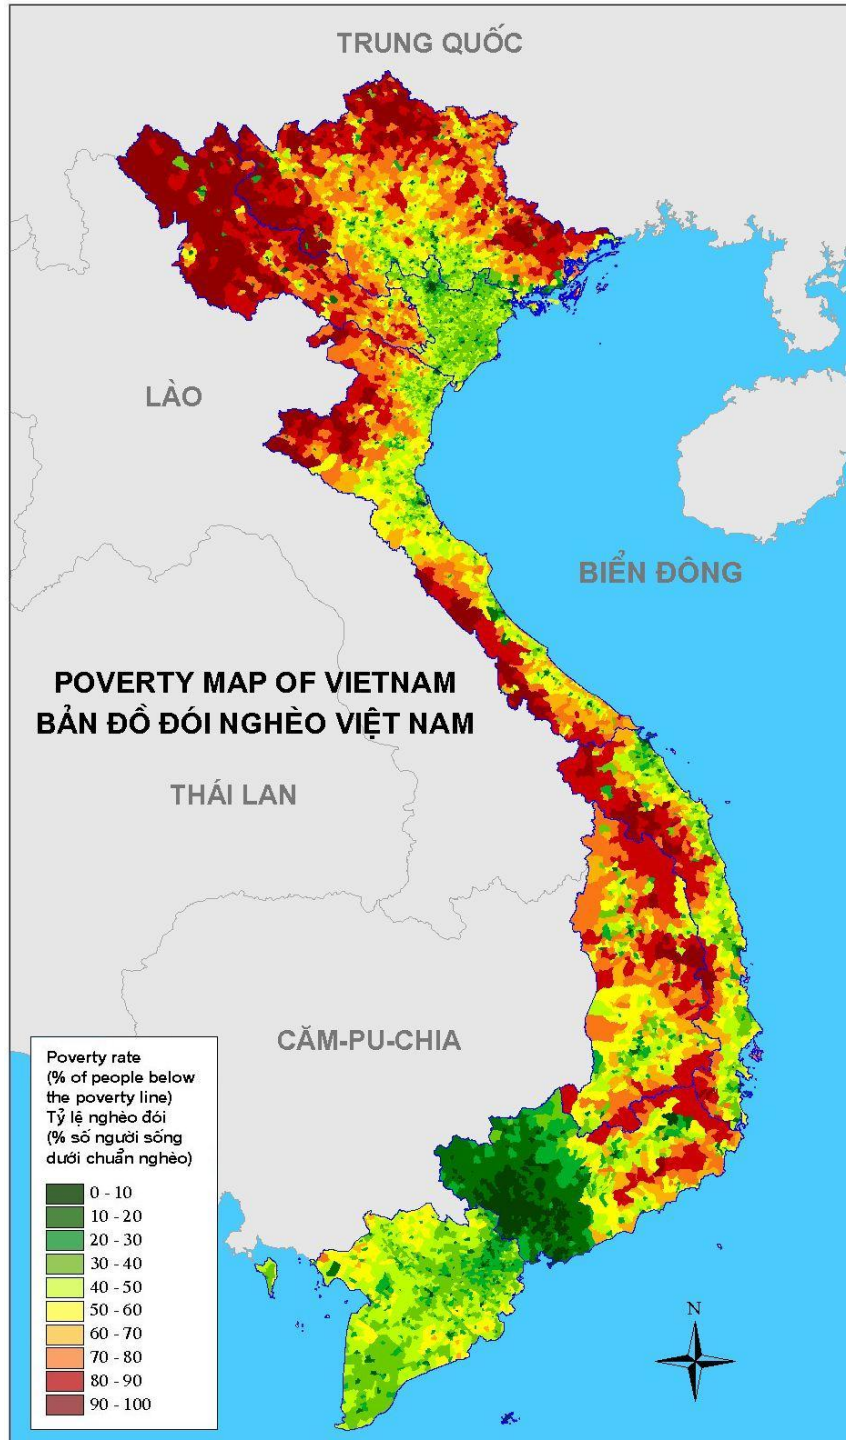 TRUNG QUỐC
LÀO
BIỂN ĐÔNG
POVERTY MAP OF VIETNAM
BẢN ĐỒ ĐÓI NGHÈO VIỆT NAM
THÁI LAN
CĂM-PU-CHIA
Poverty rate
(% of people below
the poverty line)
Tỷ lệ nghèo đói
(% số người sống
dưới chuẩn nghèo)
0 - 10
10 - 20
20 - 30
30 - 40
40 - 50
50 - 60
60 - 70
70 - 80
80 - 90
90 - 100
N